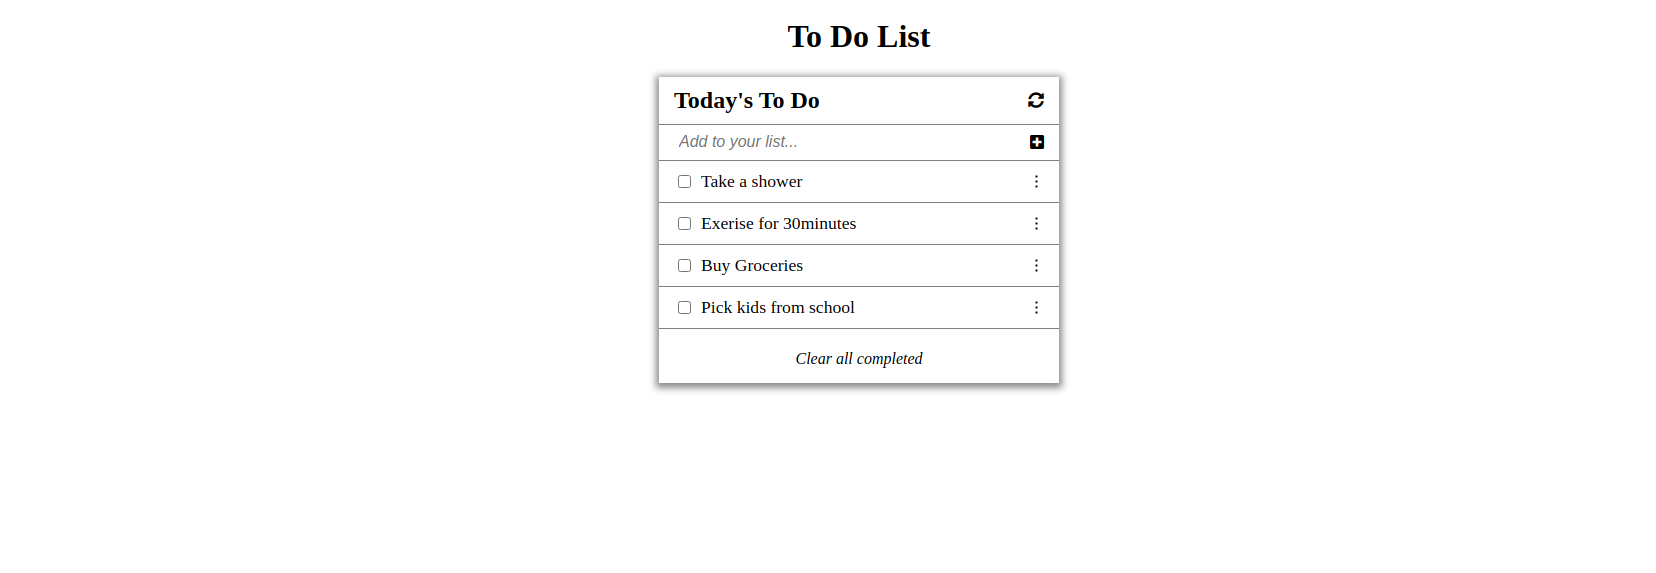 To Do List
Today's To Do
Add to your list...
Take a shower
Exerise for 30minutes
Buy Groceries
Pick kids from school
Clear all completed